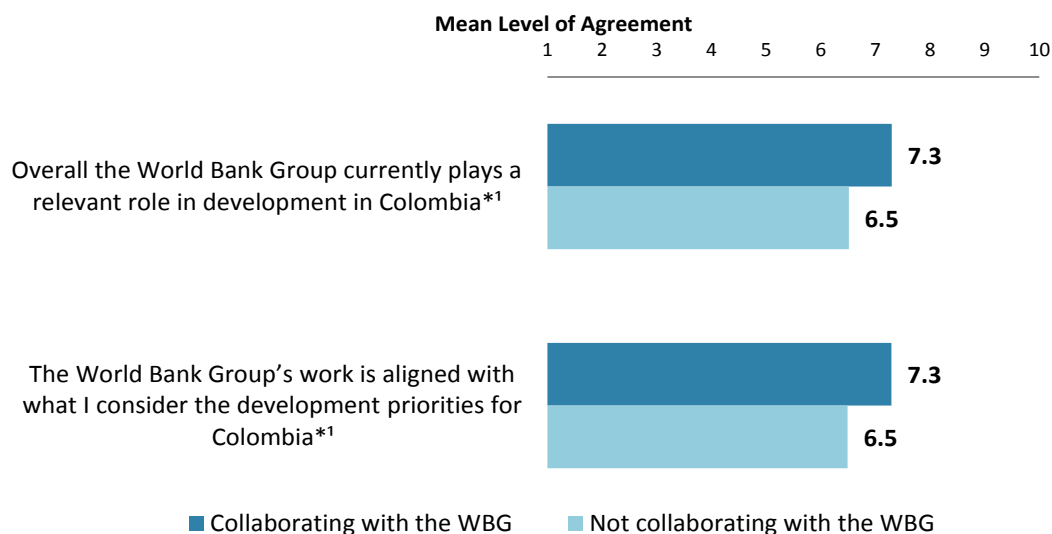 Mean Level of Agreement
1 2 3 4 5 6 7 8 9 10
Overall the World Bank Group currently plays a
relevant role in development in Colombia*¹
7.3
6.5
The World Bank Group’s work is aligned with
what I consider the development priorities for
Colombia*¹
7.3
6.5
Collaborating with the WBG Not collaborating with the WBG